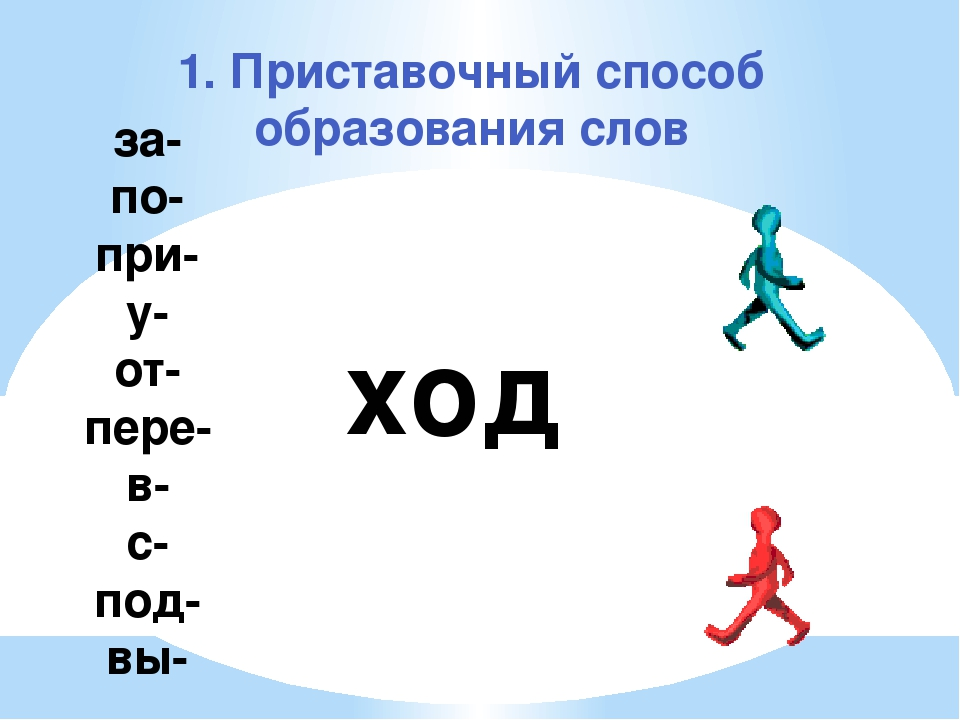 1. Приставочный способ
образования слов
за-
по-
при-
у-
от-
пере-
в-
с-
под-
вы-
ход